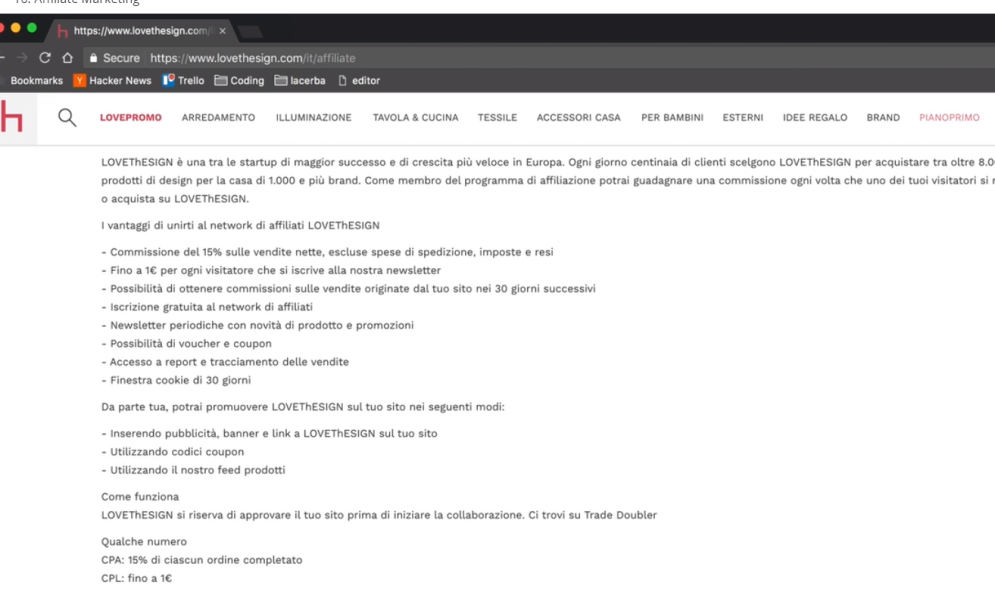 10. Affiliate Marketing
https://www.lovethesign.com/
Secure https://www.lovethesign.com/it/affiliate
Bookmarks Hacker News Trello Coding lacerba editor
LOVEPROMO ARREDAMENTO ILLUMINAZIONE TAVOLA & CUCINA TESSILE ACCESSORI CASA PER BAMBINI ESTERNI IDEE REGALO BRAND PIANOPRIMO
LOVEThESIGN è una tra le startup di maggior successo e di crescita più veloce in Europa. Ogni giorno centinaia di clienti scelgono LOVEThESIGN per acquistare tra oltre 8.0
prodotti di design per la casa di 1.000 e più brand. Come membro del programma di affiliazione potrai guadagnare una commissione ogni volta che uno dei tuoi visitatori si
o acquista su LOVEThESIGN.
I vantaggi di unirti al network di affiliati LOVEThESIGN
- Commissione del 15% sulle vendite nette, escluse spese di spedizione, imposte e resi
- Fino a 1€ per ogni visitatore che si iscrive alla nostra newsletter
- Possibilità di ottenere commissioni sulle vendite originate dal tuo sito nei 30 giorni successivi
- Iscrizione gratuita al network di affiliati
- Newsletter periodiche con novità di prodotto e promozioni
- Possibilità di voucher e coupon
- Accesso a report e tracciamento delle vendite
- Finestra cookie di 30 giorni
Da parte tua, potrai promuovere LOVEThESIGN sul tuo sito nei seguenti modi:
- Inserendo pubblicità, banner e link a LOVEThESIGN sul tuo sito
- Utilizzando codici coupon
- Utilizzando il nostro feed prodotti
Come funziona
LOVEThESIGN si riserva di approvare il tuo sito prima di iniziare la collaborazione. Ci trovi su Trade Doubler
Qualche numero
CPA: 15% di ciascun ordine completato
CPL: fino a 1€